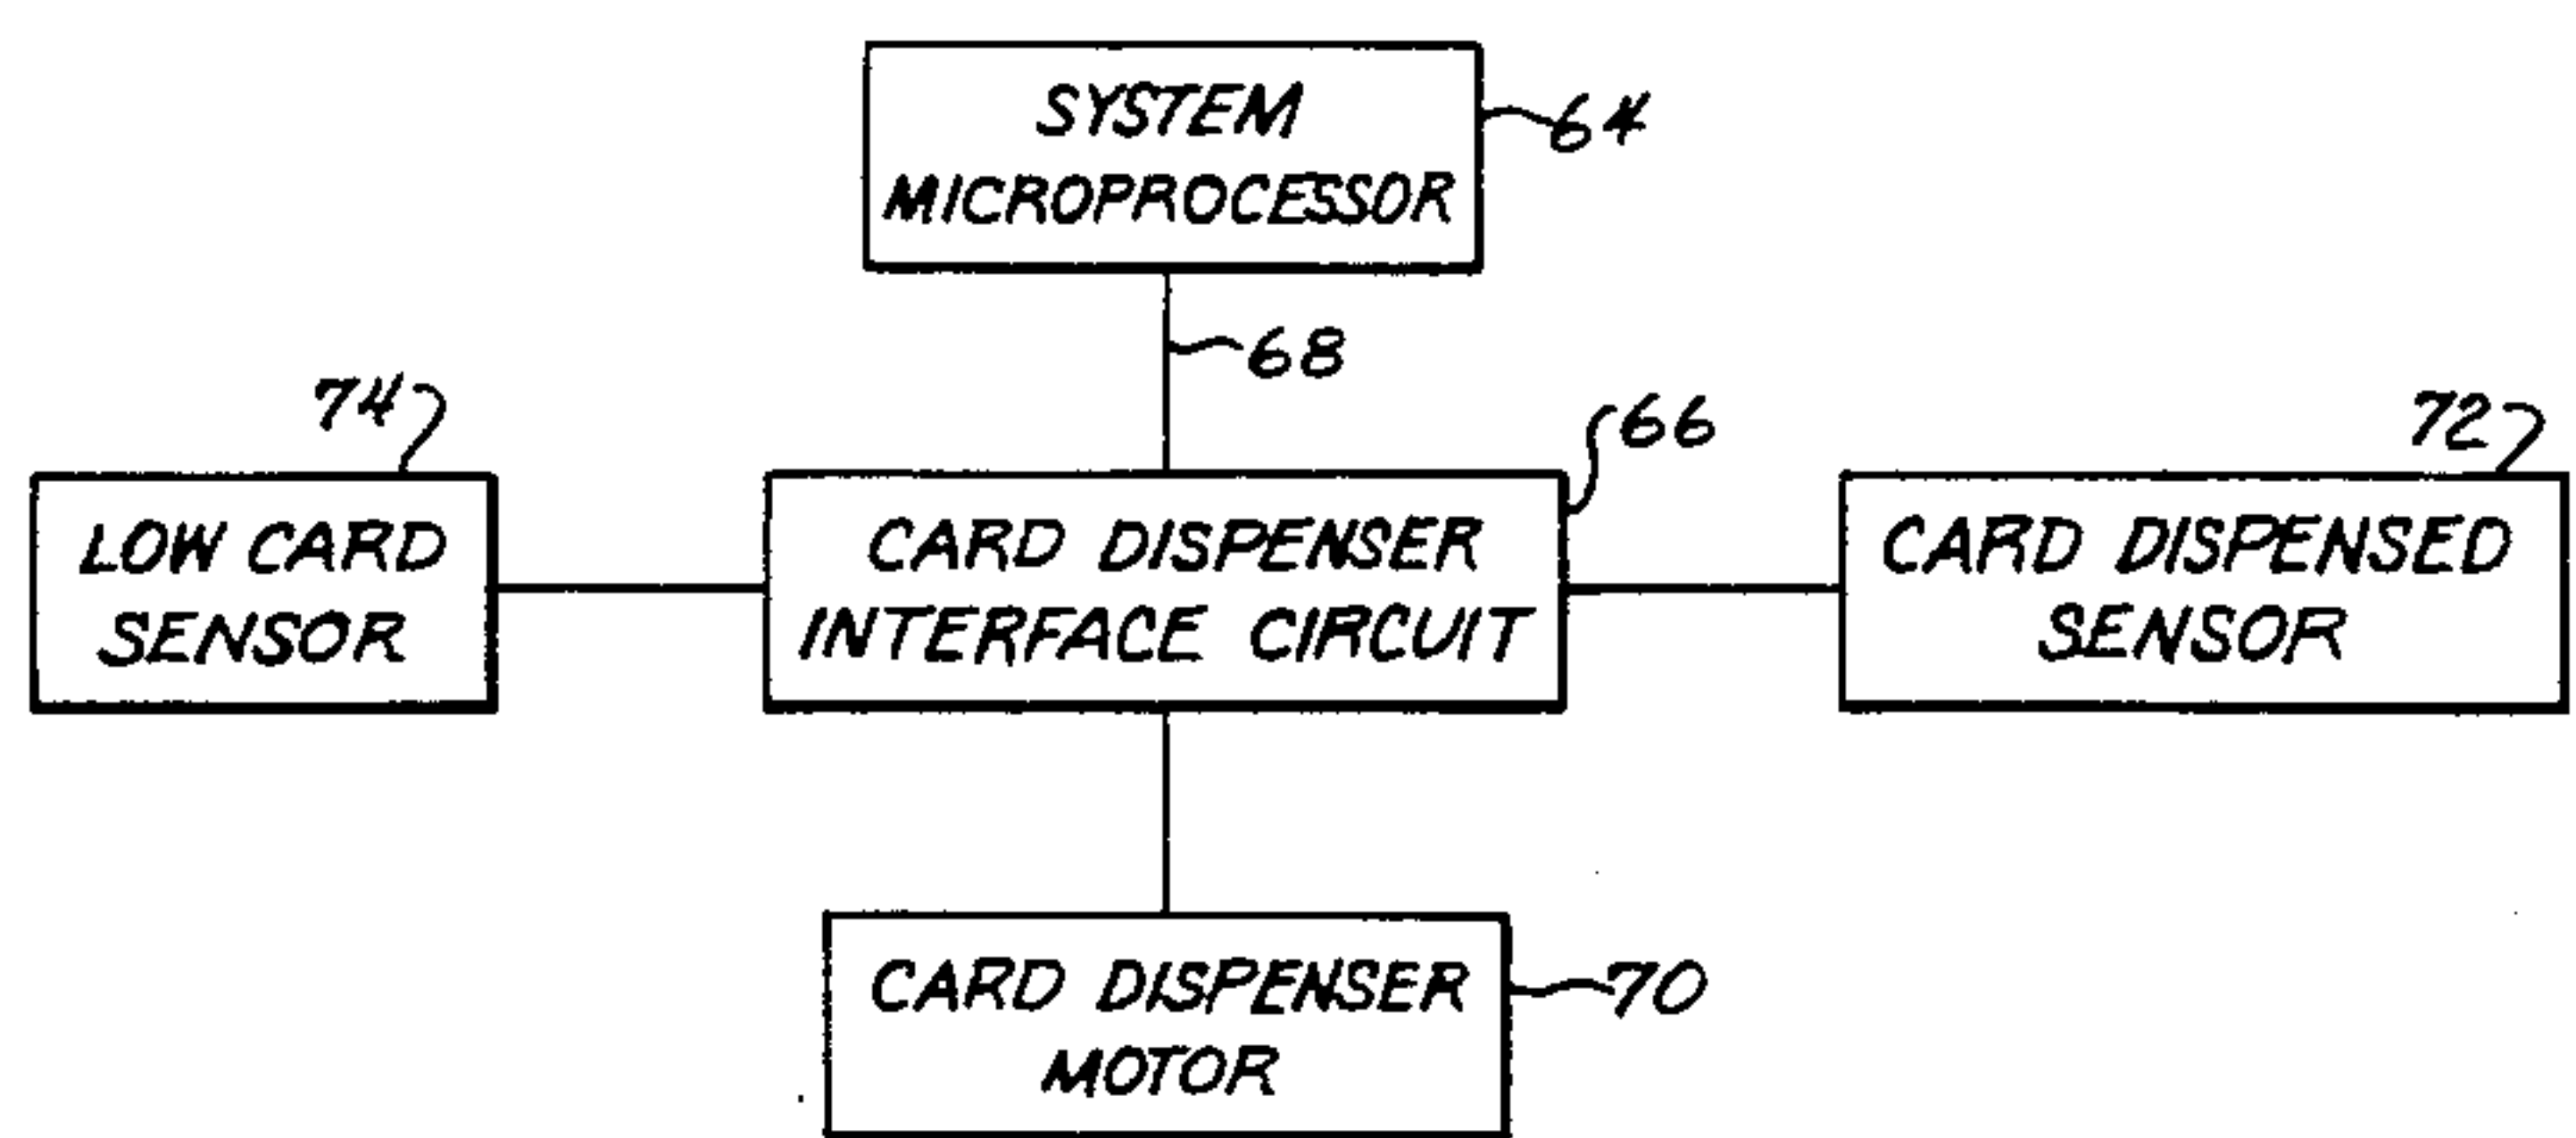 SYSTEM
MICROPROCESSOR
64
68
74
66
72
LOW CARD
SENSOR
CARD DISPENSER
INTERFACE CIRCUIT
CARD DISPENSED
SENSOR
CARD DISPENSER
MOTOR
70